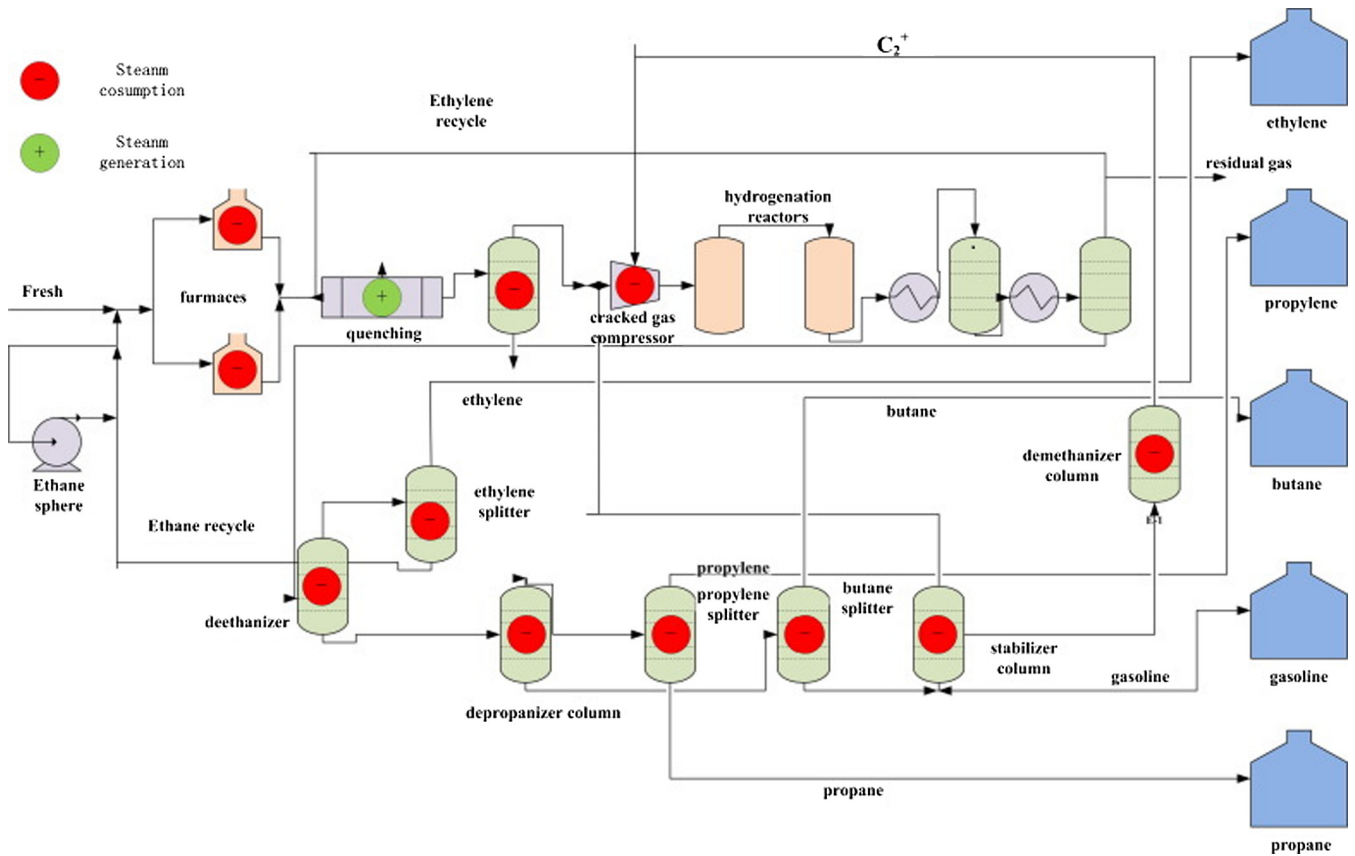 C₂⁺
Steanm
cosumption
ethylene
Ethylene
recycle
+
Steanm
generation
residual gas
hydrogenation
reactors
Fresh
furmaces
propylene
quenching
cracked gas
compressor
ethylene
butane
demethanizer
column
Ethane
sphere
ethylene
splitter
butane
Ethane recycle
E-1
propylene
propylene
splitter
butane
splitter
deethanizer
stabilizer
column
gasoline
gasoline
depropanizer column
propane
propane